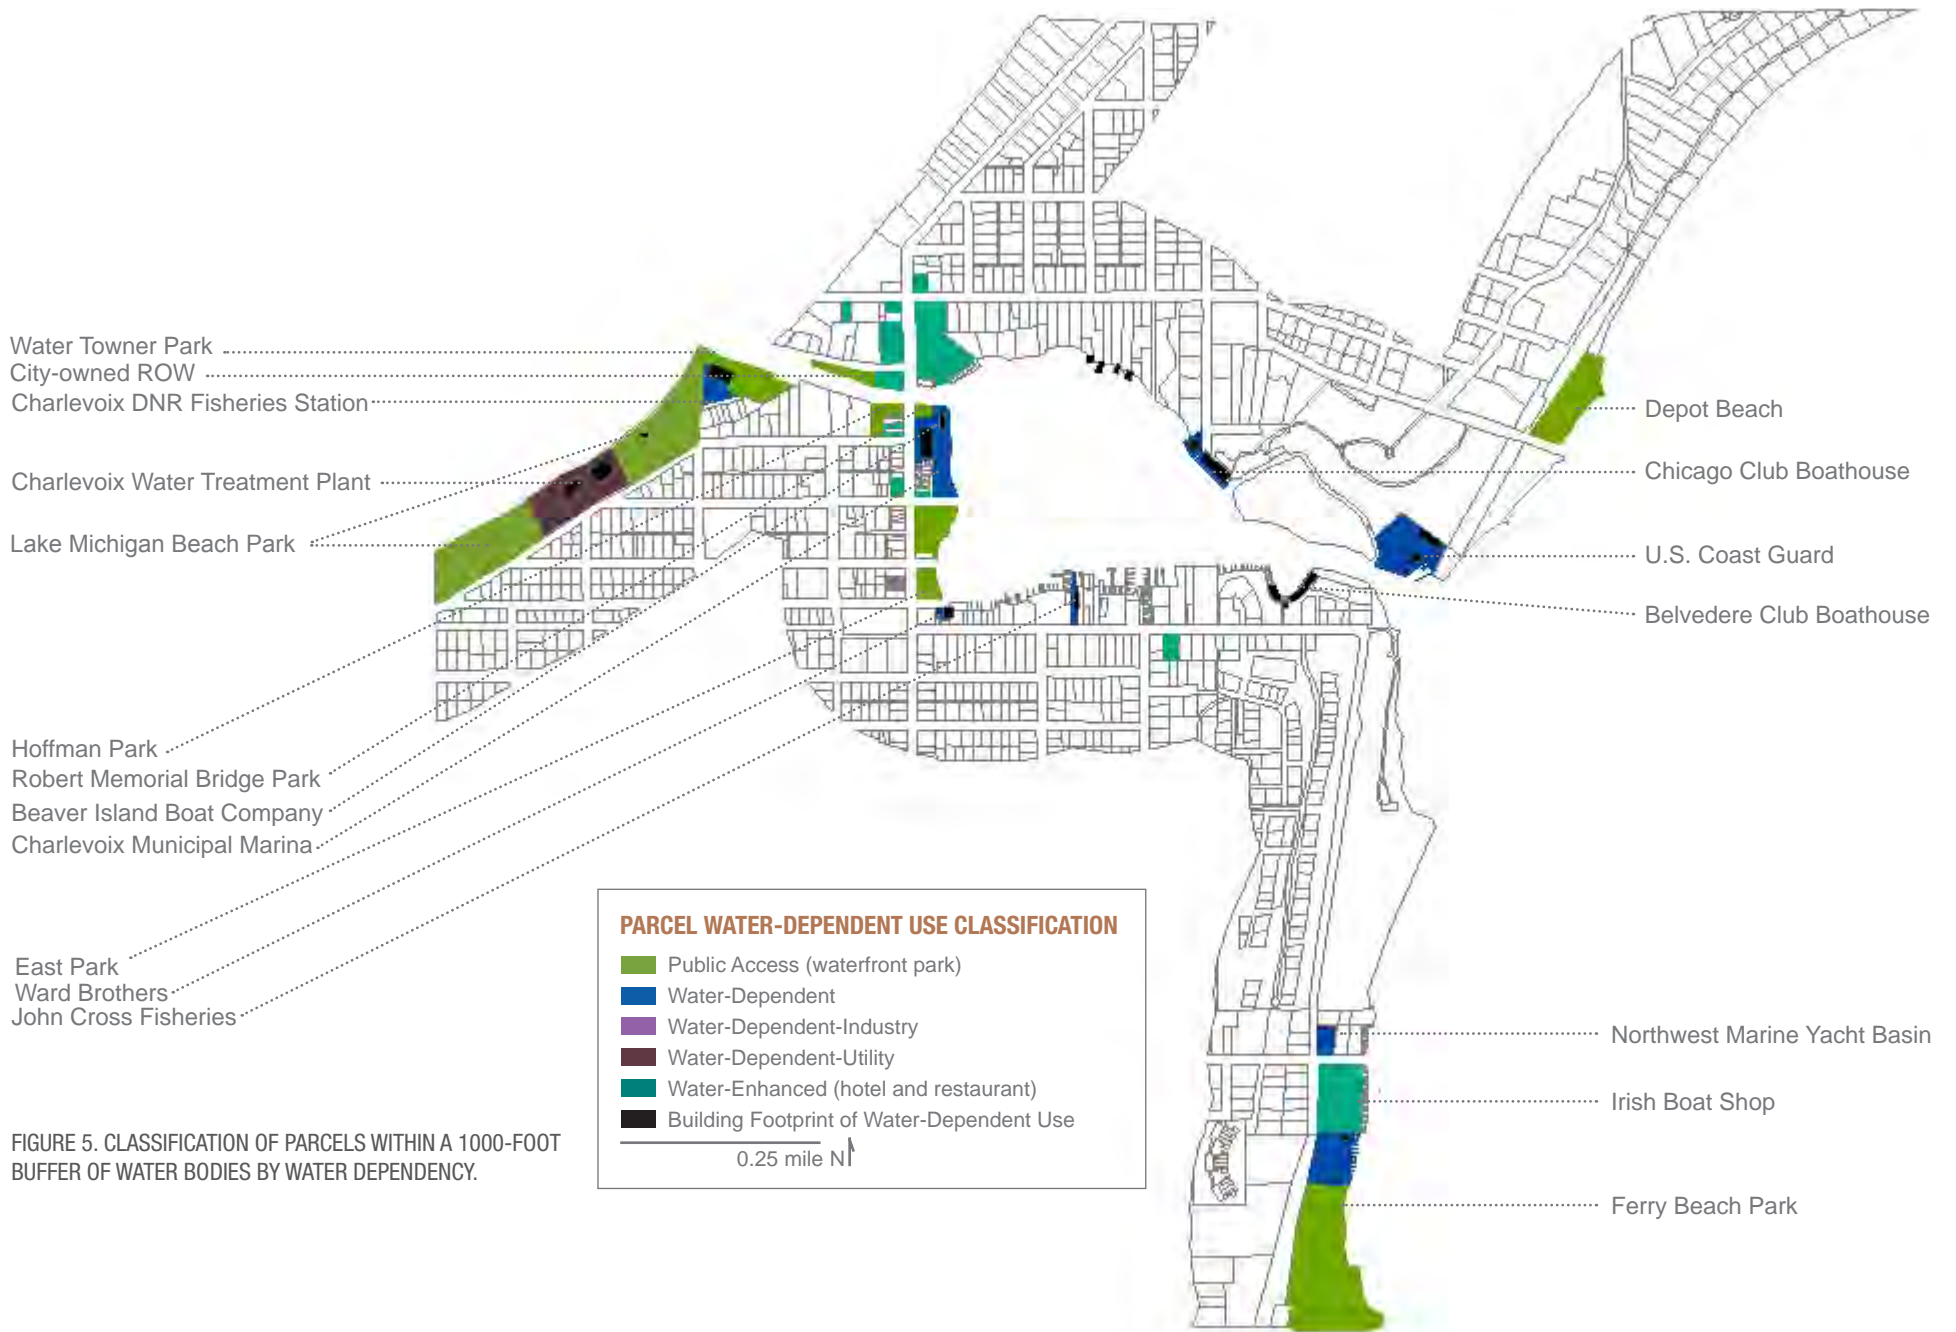 Water Towner Park
City-owned ROW
Charlevoix DNR Fisheries Station
Charlevoix Water Treatment Plant
Lake Michigan Beach Park
Hoffman Park
Robert Memorial Bridge Park
Beaver Island Boat Company
Charlevoix Municipal Marina
East Park
Ward Brothers
John Cross Fisheries
Depot Beach
Chicago Club Boathouse
U.S. Coast Guard
Belvedere Club Boathouse
Northwest Marine Yacht Basin
Irish Boat Shop
Ferry Beach Park
PARCEL WATER-DEPENDENT USE CLASSIFICATION
Public Access (waterfront park)
Water-Dependent
Water-Dependent-Industry
Water-Dependent-Utility
Water-Enhanced (hotel and restaurant)
Building Footprint of Water-Dependent Use
0.25 mile N
FIGURE 5. CLASSIFICATION OF PARCELS WITHIN A 1000-FOOT
BUFFER OF WATER BODIES BY WATER DEPENDENCY.